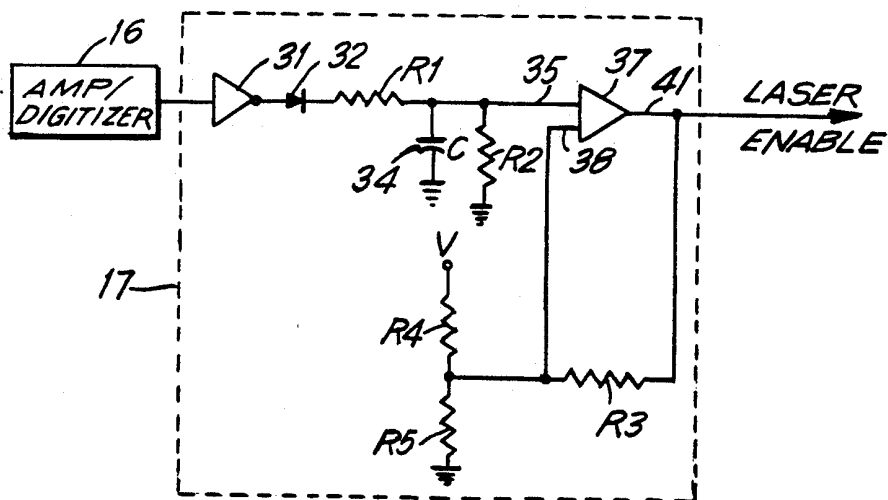 16
AMP/
DIGITIZER
31
32
R1
35
37
41
LASER
ENABLE
34
C
R2
38
V
17
R4
R3
R5